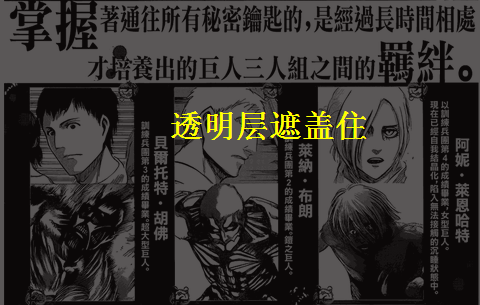 掌握著通往所有秘密鑰匙的，是經過長時間相處
才培養出的巨人三人組之間的羈絆。
透明层遮盖住
貝爾托特・胡佛
訓練兵團第3的成績畢業。超大型巨人。
萊納・布朗
訓練兵團第2的成績畢業。鎧之巨人。
阿妮・萊恩哈特
以訓練兵團第4的成績畢業，女型巨人。
現在已經自我結晶化，陷入無法接觸的沉睡狀態中。